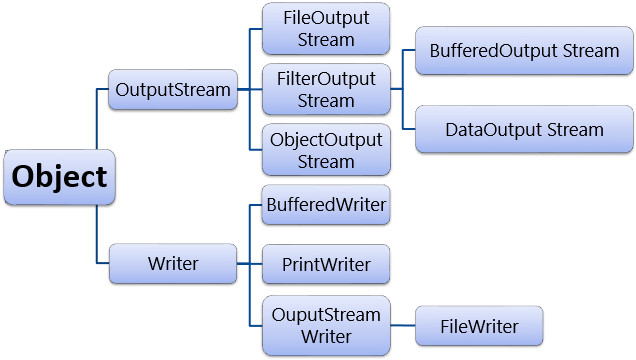 FileOutput
Stream
OutputStream
FilterOutput
Stream
BufferedOutput Stream
DataOutput Stream
ObjectOutput
Stream
Object
BufferedWriter
Writer
PrintWriter
OuputStream
Writer
FileWriter